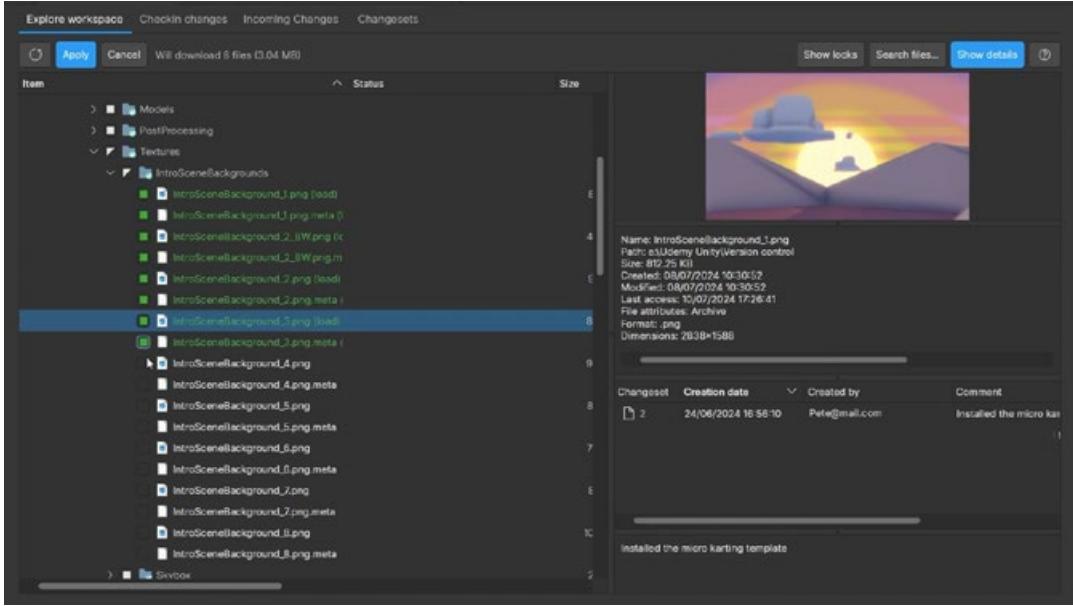 Explore workspace Checkin changes Incoming Changes Changesets
Apply Cancel Will download 8 files (3.04 MB) Show locks Search files... Show details
Item Status Size
Models
PostProcessing
Textures
IntroSceneBackgrounds
IntroSceneBackground_1.png (load)
IntroSceneBackground_1.png.meta (l
IntroSceneBackground_2_BW.png (lo 4
IntroSceneBackground_2_BW.png.m
IntroSceneBackground_2.png (load)
IntroSceneBackground_2.png.meta (
IntroSceneBackground_3.png (load) 8
IntroSceneBackground_3.png.meta (
IntroSceneBackground_4.png 9
IntroSceneBackground_4.png.meta
IntroSceneBackground_5.png 8
IntroSceneBackground_5.png.meta
IntroSceneBackground_6.png 7
IntroSceneBackground_6.png.meta
IntroSceneBackground_7.png
IntroSceneBackground_7.png.meta
IntroSceneBackground_8.png 10
IntroSceneBackground_8.png.meta
Skybox 2
Name: IntroSceneBackground_1.png
Path: e:\Udemy Unity\Version control
Size: 812.25 KB
Created: 08/07/2024 10:30:52
Modified: 08/07/2024 10:30:52
Last access: 10/07/2024 17:26:41
File attributes: Archive
Format: .png
Dimensions: 2838×1588
Changeset Creation date Created by Comment
2 24/06/2024 16:56:10 Pete@mail.com Installed the micro kar
Installed the micro karting template